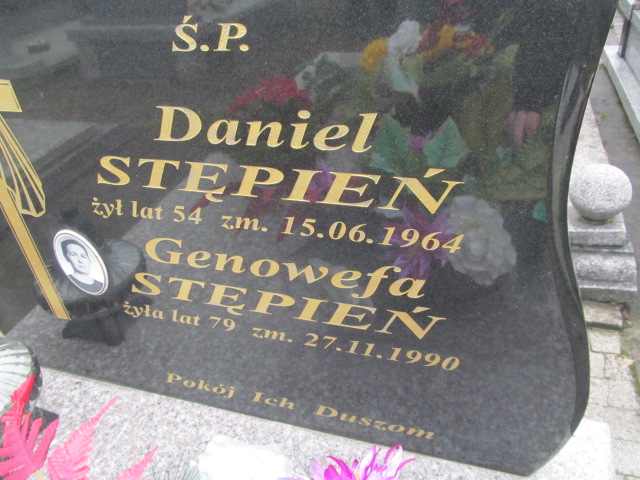 Ś.P.
Daniel
STĘPIEŃ
żył lat 54 zm. 15.06.1964
Genowefa
STĘPIEŃ
żyła lat 79 zm. 27.11.1990
Pokój Ich Duszom